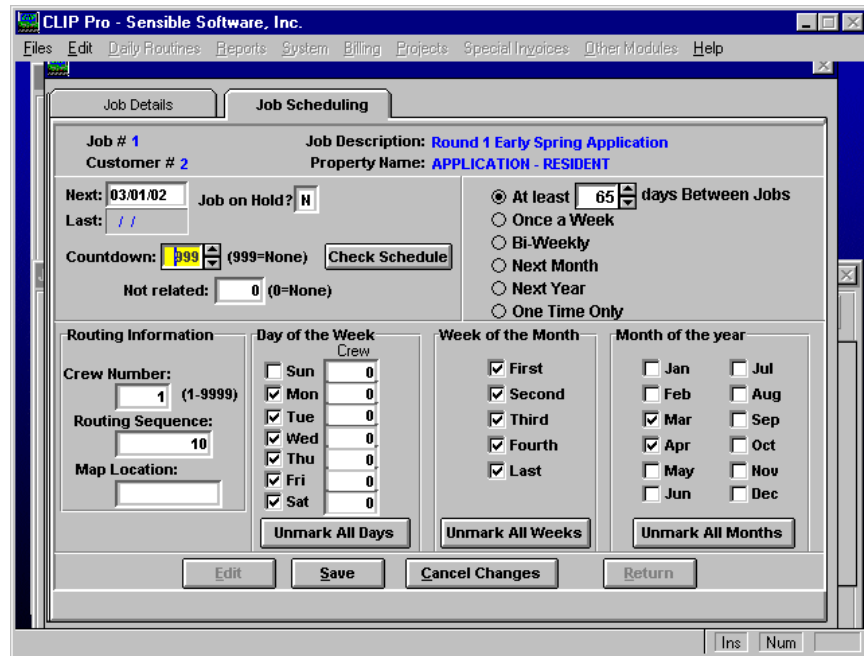 CLIP Pro - Sensible Software, Inc.
Files Edit Daily Routines Reports System Billing Projects Special Invoices Other Modules Help
Job Details Job Scheduling
Job # 1 Job Description: Round 1 Early Spring Application
Customer # 2 Property Name: APPLICATION - RESIDENT
Next: 03/01/02 Job on Hold? N
Last: / /
Countdown: 999 (999=None) Check Schedule
Not related: 0 (0=None)
At least 65 days Between Jobs
Once a Week
Bi-Weekly
Next Month
Next Year
One Time Only
Routing Information
Crew Number:
1 (1-9999)
Routing Sequence:
10
Map Location:
Day of the Week
Crew
Sun 0
Mon 0
Tue 0
Wed 0
Thu 0
Fri 0
Sat 0
Unmark All Days
Week of the Month
First
Second
Third
Fourth
Last
Unmark All Weeks
Month of the year
Jan Jul
Feb Aug
Mar Sep
Apr Oct
May Nov
Jun Dec
Unmark All Months
Edit Save Cancel Changes Return
Ins Num